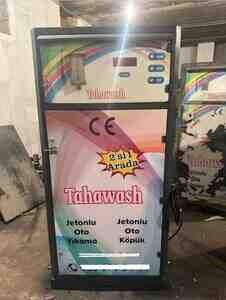 Tahawash
CE
2 si 1
Arada
Tahawash
Jetonlu
Oto
Yıkama
Jetonlu
Oto
Köpük